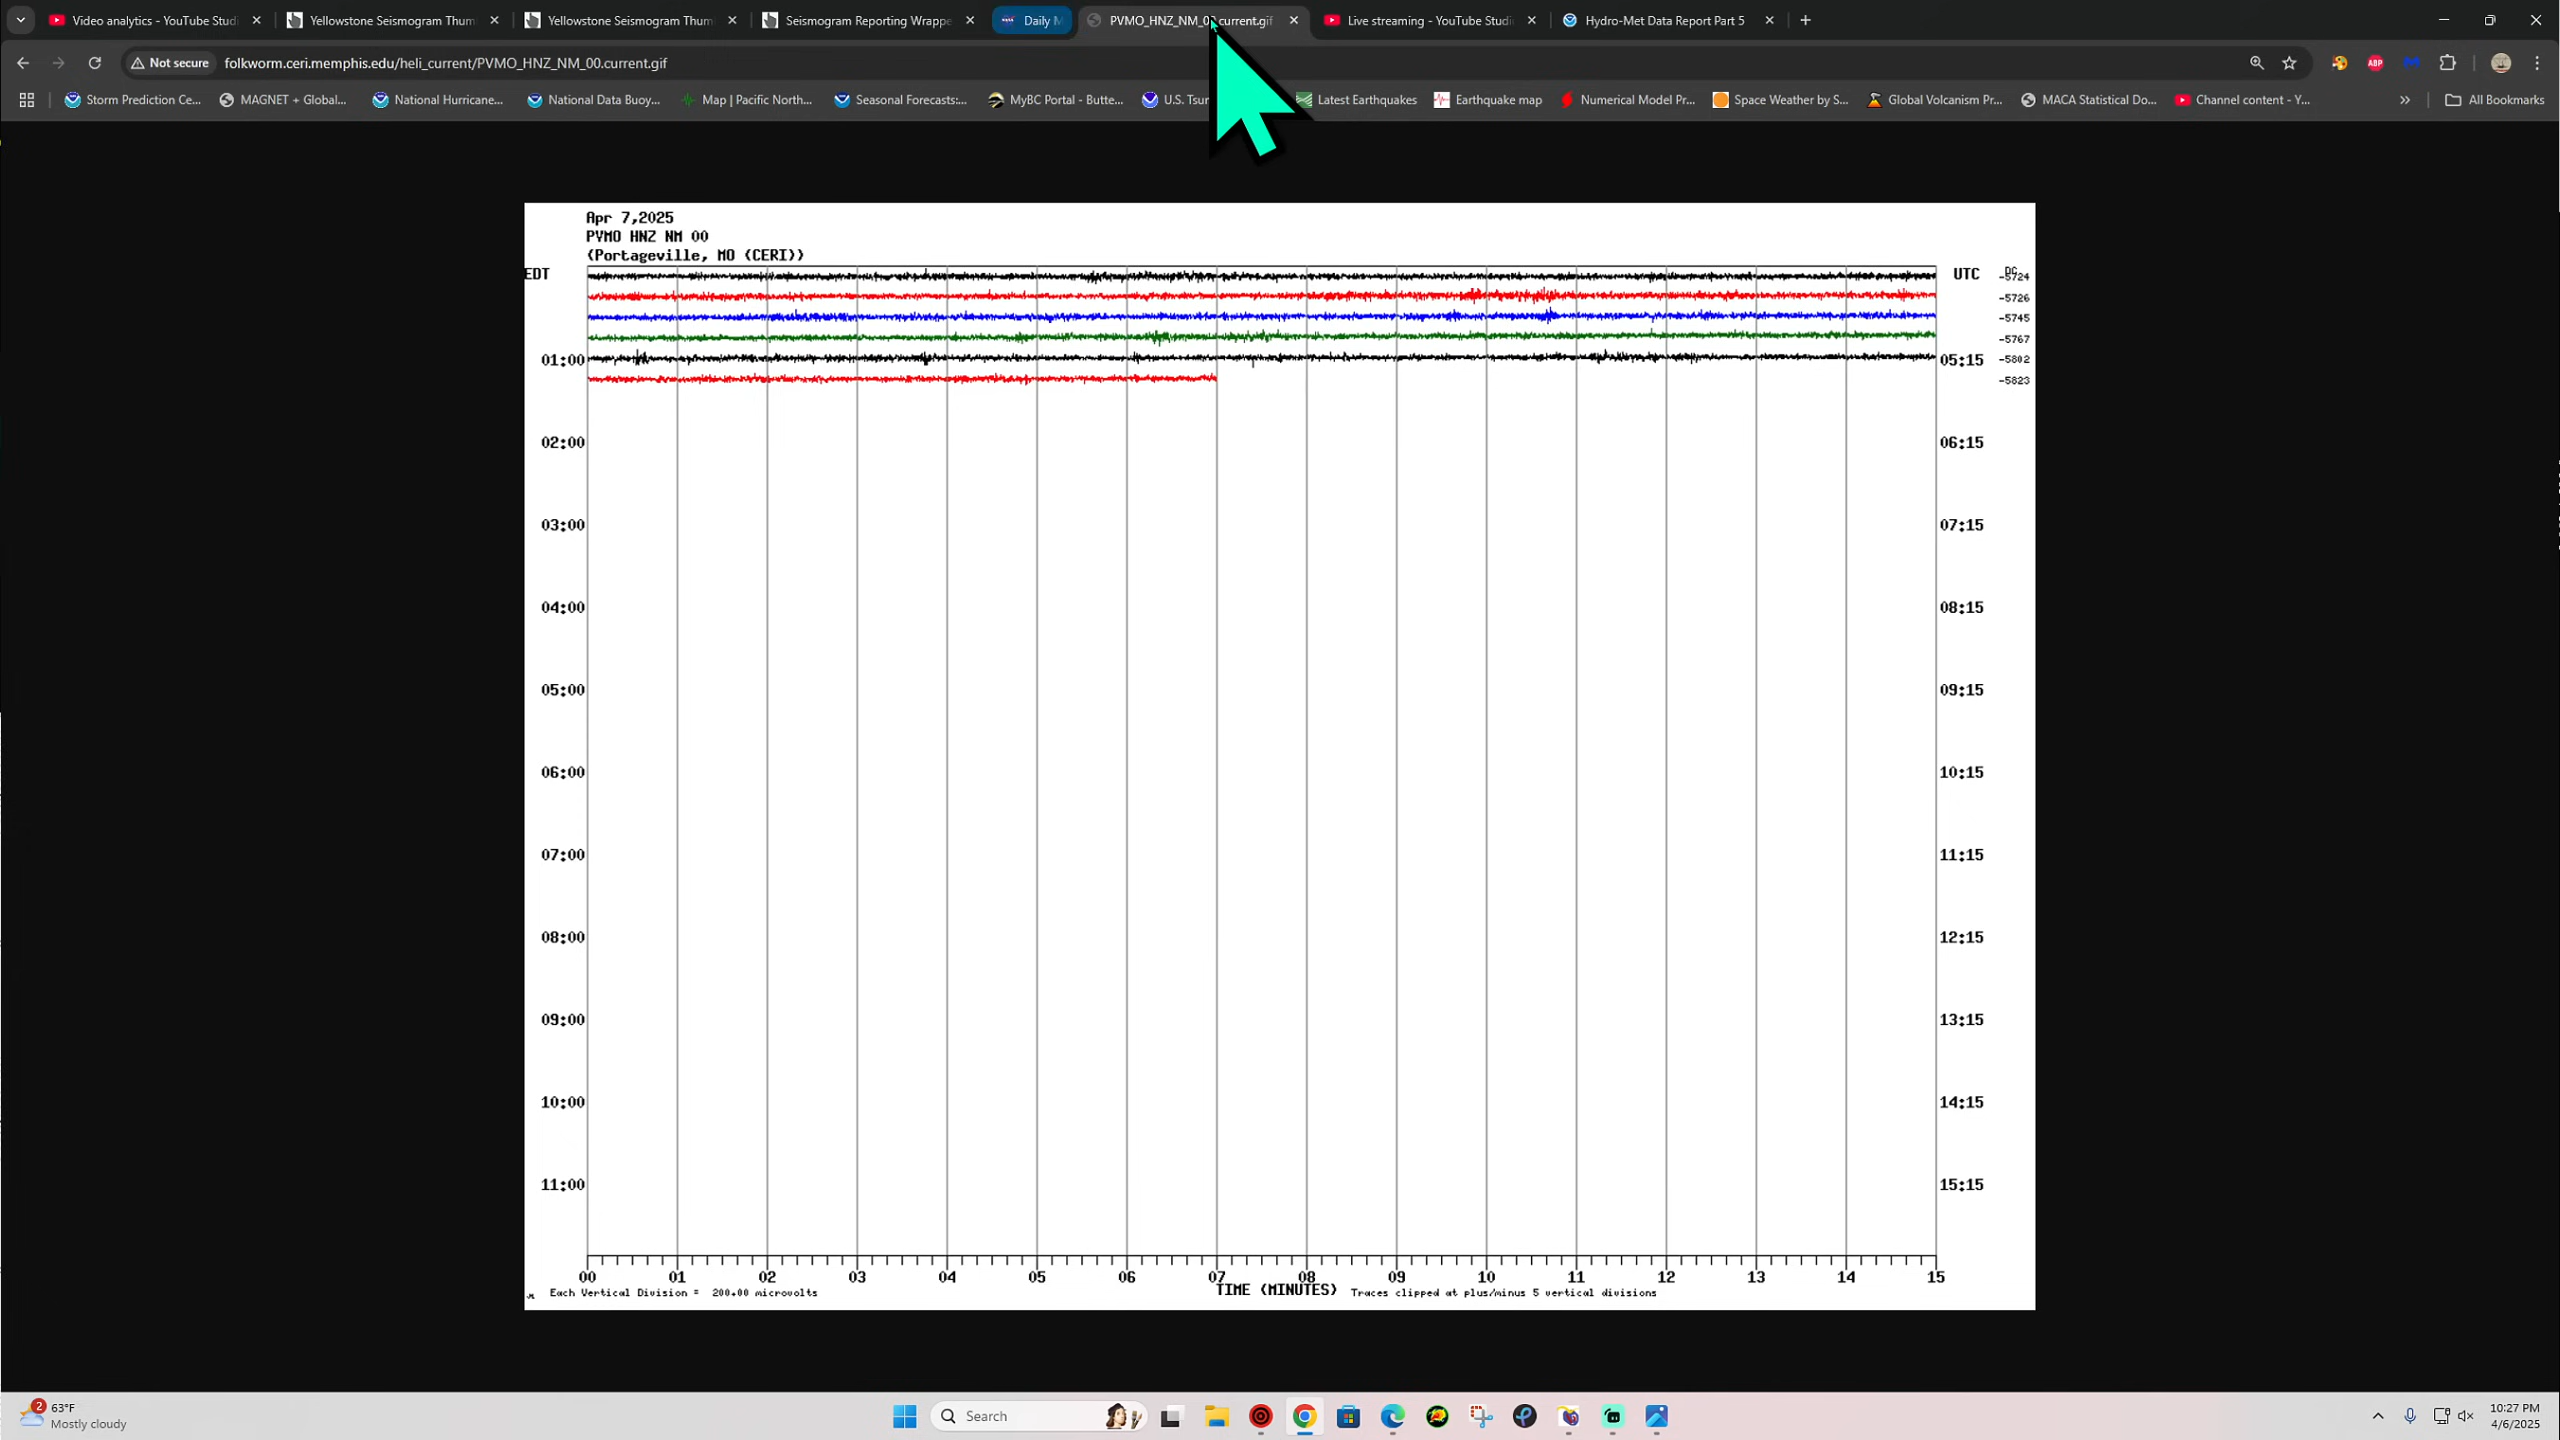 Video analytics - YouTube Studi
Yellowstone Seismogram Thum
Yellowstone Seismogram Thum
Seismogram Reporting Wrappe
Daily M
PVMO_HNZ_NM_00.current.gif
Live streaming - YouTube Studi
Hydro-Met Data Report Part 5
Not secure
folkworm.ceri.memphis.edu/heli_current/PVMO_HNZ_NM_00.current.gif
ABP
Storm Prediction Ce...
MAGNET + Global...
National Hurricane...
National Data Buoy...
Map | Pacific North...
Seasonal Forecasts:...
MyBC Portal - Butte...
U.S. Tsun
Latest Earthquakes
Earthquake map
Numerical Model Pr...
Space Weather by S...
Global Volcanism Pr...
MACA Statistical Do...
Channel content - Y...
All Bookmarks
Apr 7,2025
PVMO HNZ NM 00
(Portageville, MO (CERI))
EDT
UTC
DC
-5724
-5726
-5745
-5767
01:00
05:15
-5802
-5823
02:00
06:15
03:00
07:15
04:00
08:15
05:00
09:15
06:00
10:15
07:00
11:15
08:00
12:15
09:00
13:15
10:00
14:15
11:00
15:15
00 01 02 03 04 05 06 07 08 09 10 11 12 13 14 15
TIME (MINUTES)
Each Vertical Division = 200.00 microvolts
Traces clipped at plus/minus 5 vertical divisions
2
63°F
Mostly cloudy
Search
10:27 PM
4/6/2025